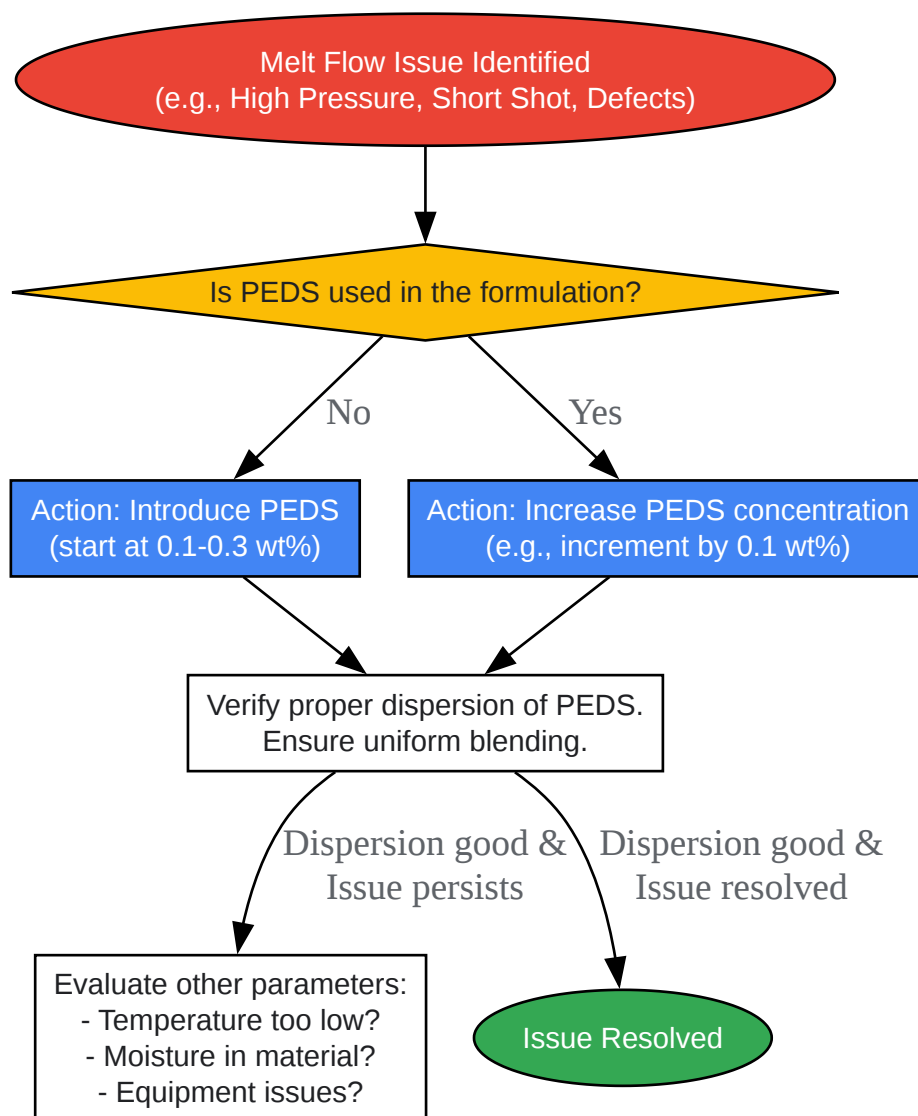 Melt Flow Issue Identified
(e.g., High Pressure, Short Shot, Defects)
Is PEDS used in the formulation?
No
Yes
Action: Introduce PEDS
(start at 0.1-0.3 wt%)
Action: Increase PEDS concentration
(e.g., increment by 0.1 wt%)
Verify proper dispersion of PEDS.
Ensure uniform blending.
Dispersion good &
Issue persists
Dispersion good &
Issue resolved
Evaluate other parameters:
- Temperature too low?
- Moisture in material?
- Equipment issues?
Issue Resolved